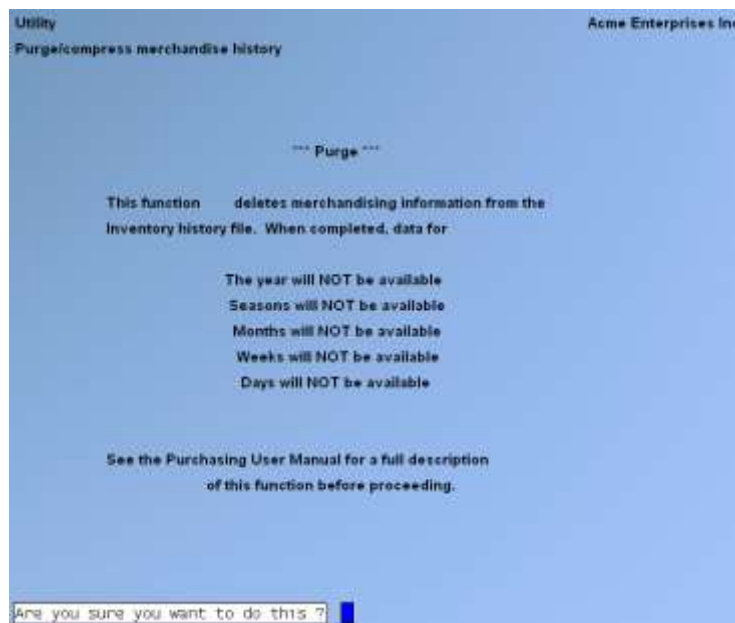 Utility
Acme Enterprises Inc
Purge/compress merchandise history
*** Purge ***
This function deletes merchandising information from the
Inventory history file. When completed, data for
The year will NOT be available
Seasons will NOT be available
Months will NOT be available
Weeks will NOT be available
Days will NOT be available
See the Purchasing User Manual for a full description
of this function before proceeding.
Are you sure you want to do this ?